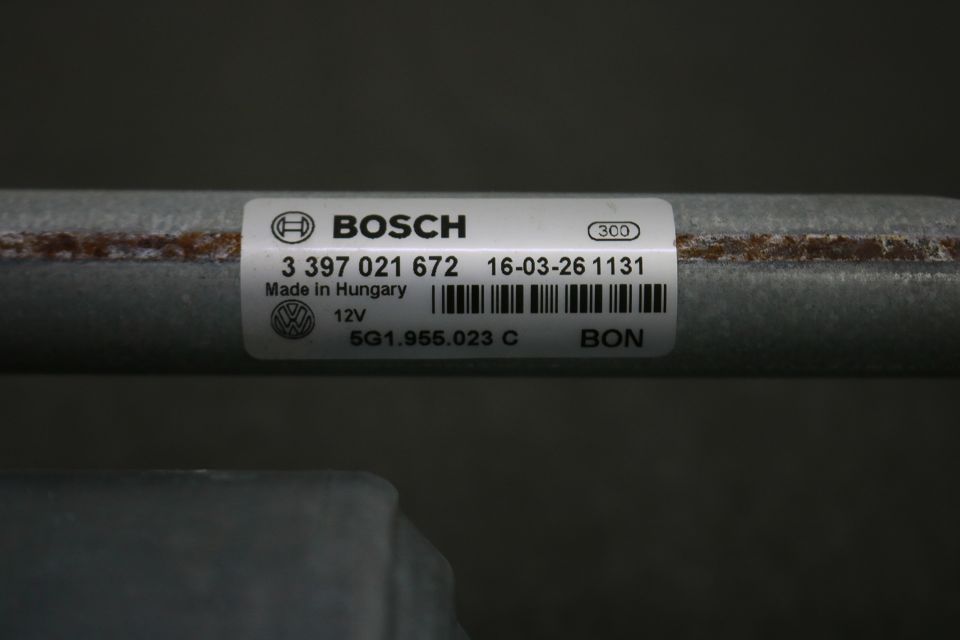 BOSCH 300
3 397 021 672 16-03-26 1131
Made in Hungary
12V
5G1.955.023 C BON